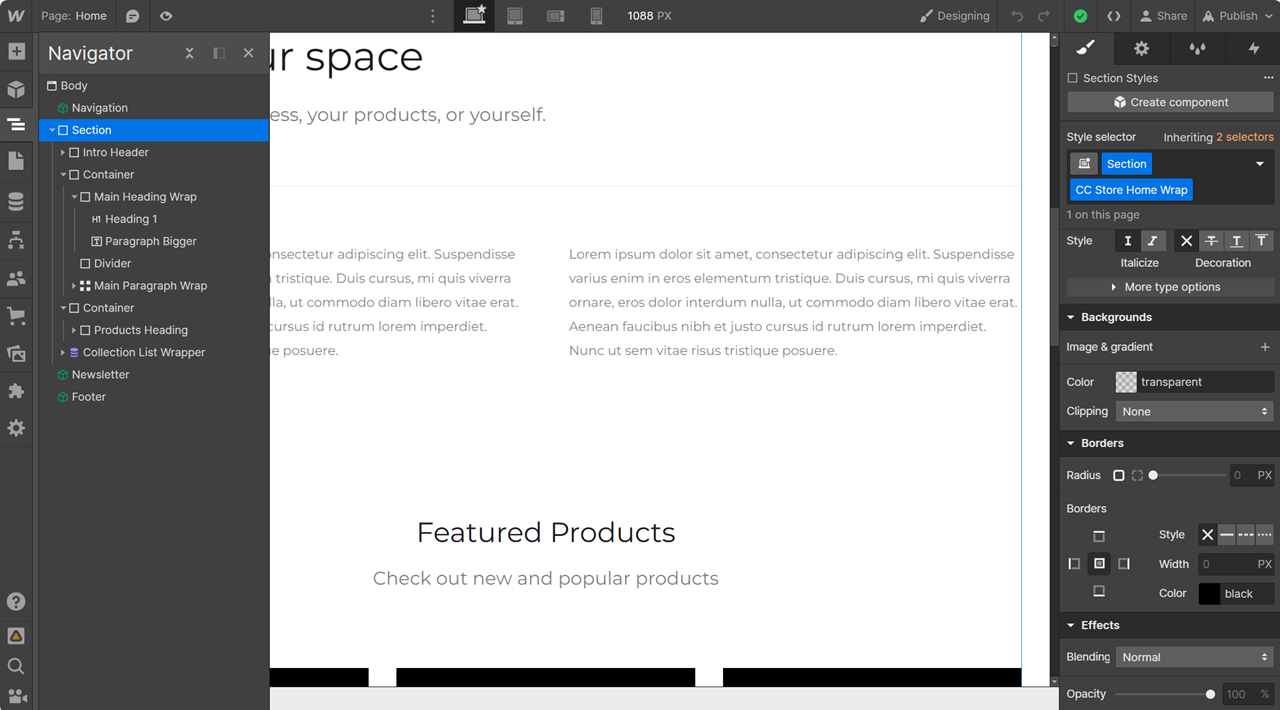 Page: Home
1088 PX
Designing
Share
Publish
Navigator
Body
Navigation
Section
Intro Header
Container
Main Heading Wrap
H1 Heading 1
Paragraph Bigger
Divider
Main Paragraph Wrap
Container
Products Heading
Collection List Wrapper
Newsletter
Footer
ur space
ess, your products, or yourself.
nsectetur adipiscing elit. Suspendisse
tristique. Duis cursus, mi quis viverra
lla, ut commodo diam libero vitae erat.
cursus id rutrum lorem imperdiet.
e posuere.
Lorem ipsum dolor sit amet, consectetur adipiscing elit. Suspendisse
varius enim in eros elementum tristique. Duis cursus, mi quis viverra
ornare, eros dolor interdum nulla, ut commodo diam libero vitae erat.
Aenean faucibus nibh et justo cursus id rutrum lorem imperdiet.
Nunc ut sem vitae risus tristique posuere.
Featured Products
Check out new and popular products
Section Styles
Create component
Style selector Inheriting 2 selectors
Section
CC Store Home Wrap
1 on this page
Style
Italicize Decoration
More type options
Backgrounds
Image & gradient
Color transparent
Clipping None
Borders
Radius 0 PX
Borders
Style
Width 0 PX
Color black
Effects
Blending Normal
Opacity 100 %